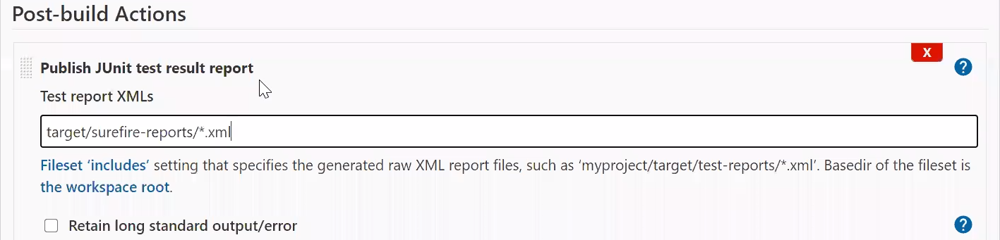 Post-build Actions
X
Publish JUnit test result report
?
Test report XMLs
target/surefire-reports/*.xml
Fileset ‘includes’ setting that specifies the generated raw XML report files, such as ‘myproject/target/test-reports/*.xml’. Basedir of the fileset is
the workspace root.
Retain long standard output/error
?